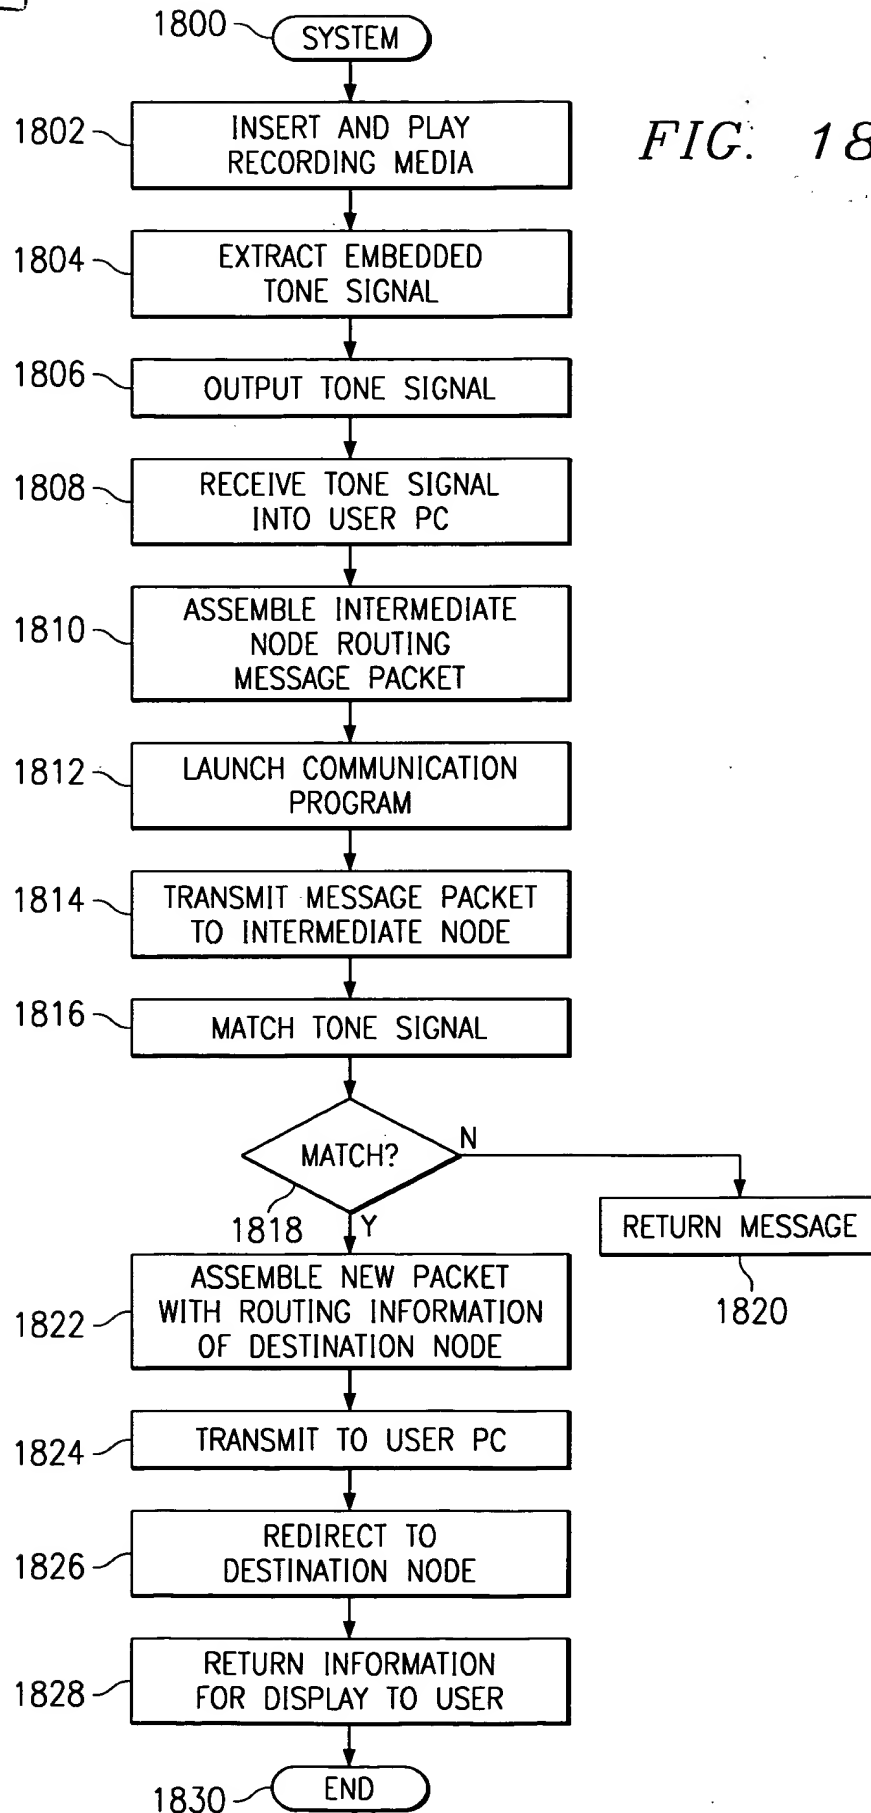 1800
SYSTEM
1802
INSERT AND PLAY
RECORDING MEDIA
FIG. 18
1804
EXTRACT EMBEDDED
TONE SIGNAL
1806
OUTPUT TONE SIGNAL
1808
RECEIVE TONE SIGNAL
INTO USER PC
1810
ASSEMBLE INTERMEDIATE
NODE ROUTING
MESSAGE PACKET
1812
LAUNCH COMMUNICATION
PROGRAM
1814
TRANSMIT MESSAGE PACKET
TO INTERMEDIATE NODE
1816
MATCH TONE SIGNAL
MATCH?
N
1818
Y
RETURN MESSAGE
1820
1822
ASSEMBLE NEW PACKET
WITH ROUTING INFORMATION
OF DESTINATION NODE
1824
TRANSMIT TO USER PC
1826
REDIRECT TO
DESTINATION NODE
1828
RETURN INFORMATION
FOR DISPLAY TO USER
1830
END